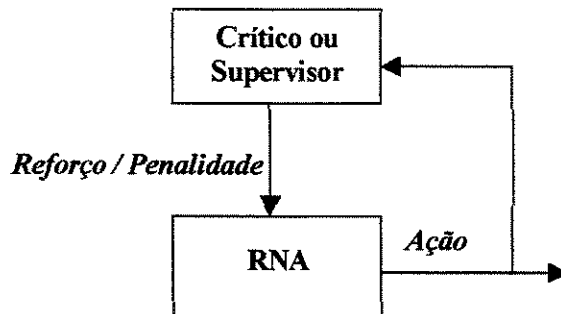 Crítico ou
Supervisor
Reforço / Penalidade
Ação
RNA